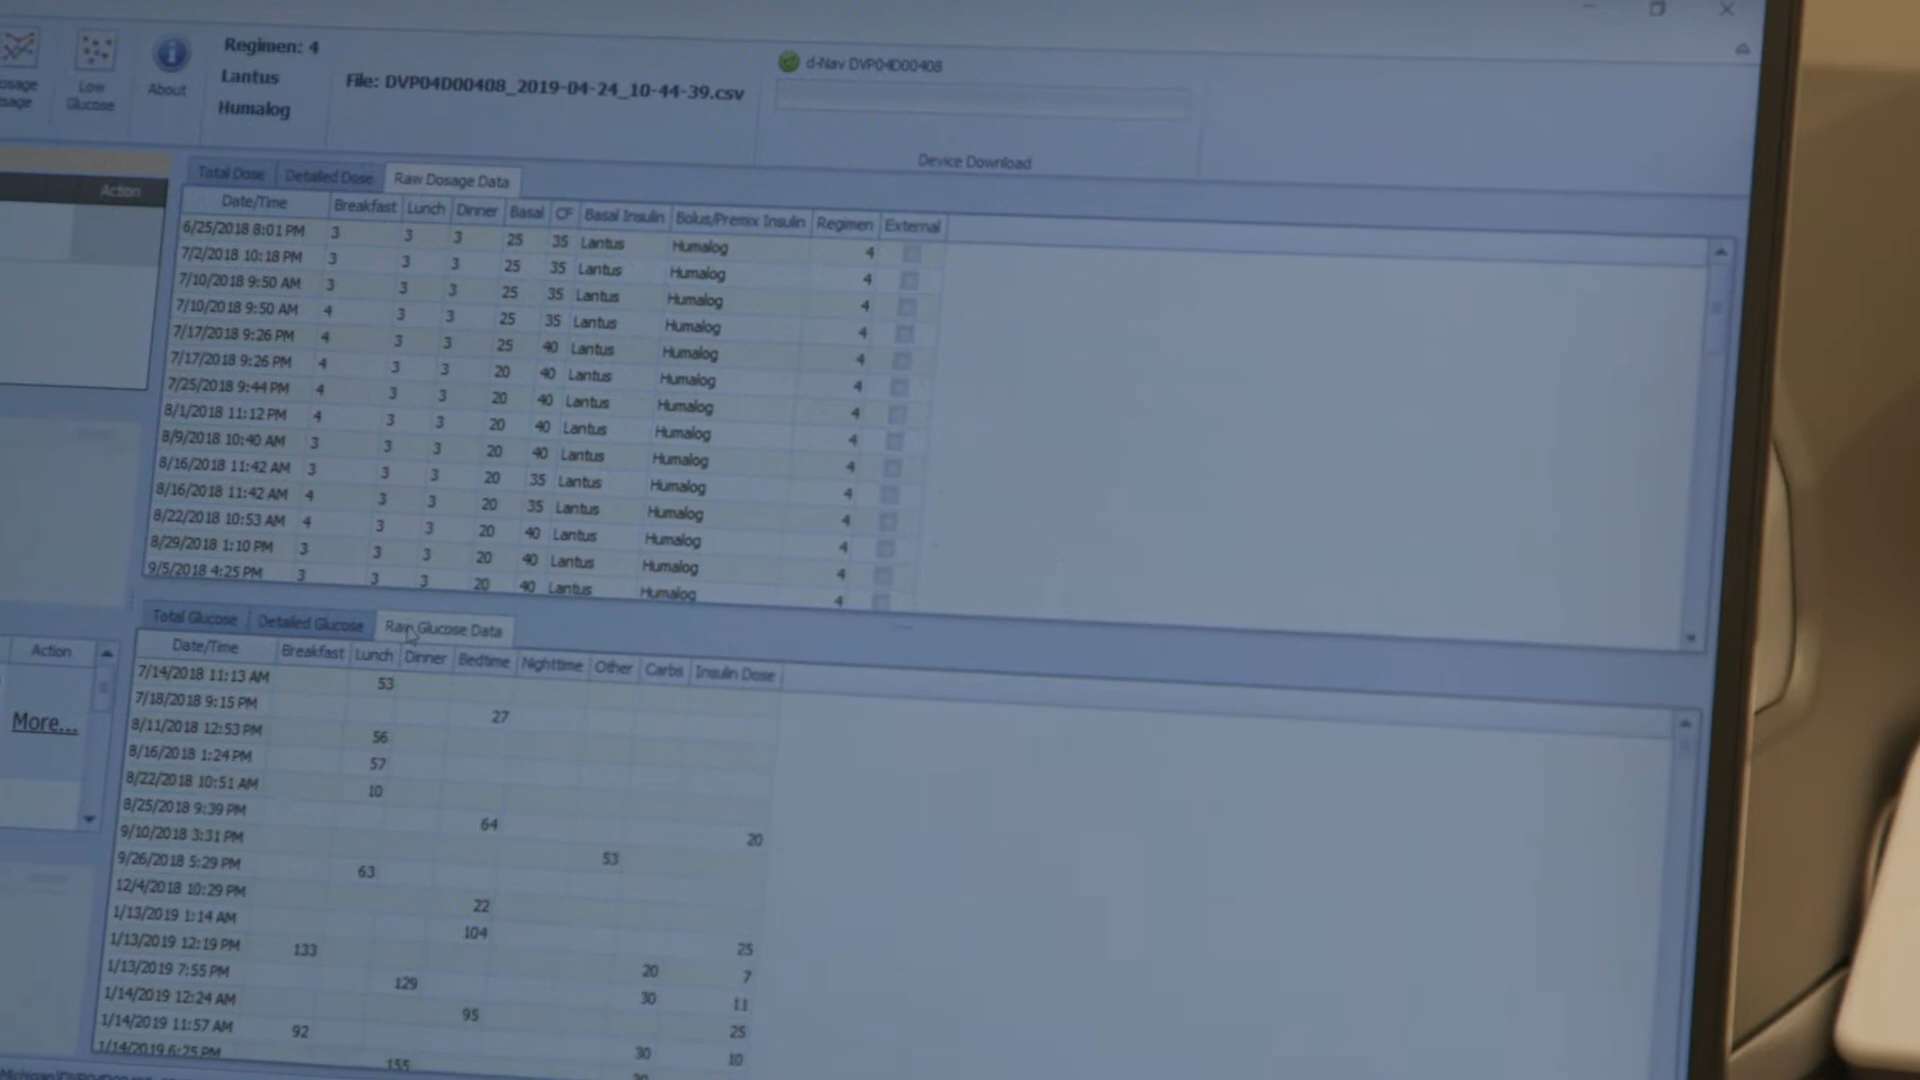 Regimen: 4
Lantus
Humalog
Low Glucose
About
File: DVP04D00408_2019-04-24_10-44-39.csv
d-Nav DVP04D00408
Device Download
Action
Total Dose Detailed Dose Raw Dosage Data
Date/Time Breakfast Lunch Dinner Basal CF Basal Insulin Bolus/Premix Insulin Regimen External
6/25/2018 8:01 PM 3 3 3 25 35 Lantus Humalog 4
7/2/2018 10:18 PM 3 3 3 25 35 Lantus Humalog 4
7/10/2018 9:50 AM 3 3 3 25 35 Lantus Humalog 4
7/10/2018 9:50 AM 4 3 3 25 35 Lantus Humalog 4
7/17/2018 9:26 PM 4 3 3 25 40 Lantus Humalog 4
7/17/2018 9:26 PM 4 3 3 20 40 Lantus Humalog 4
7/25/2018 9:44 PM 4 3 3 20 40 Lantus Humalog 4
8/1/2018 11:12 PM 4 3 3 20 40 Lantus Humalog 4
8/9/2018 10:40 AM 3 3 3 20 40 Lantus Humalog 4
8/16/2018 11:42 AM 3 3 3 20 35 Lantus Humalog 4
8/16/2018 11:42 AM 4 3 3 20 35 Lantus Humalog 4
8/22/2018 10:53 AM 4 3 3 20 40 Lantus Humalog 4
8/29/2018 1:10 PM 3 3 3 20 40 Lantus Humalog 4
9/5/2018 4:25 PM 3 3 3 20 40 Lantus Humalog 4
Total Glucose Detailed Glucose Raw Glucose Data
Action
More...
Date/Time Breakfast Lunch Dinner Bedtime Nighttime Other Carbs Insulin Dose
7/14/2018 11:13 AM 53
7/18/2018 9:15 PM 27
8/11/2018 12:53 PM 56
8/16/2018 1:24 PM 57
8/22/2018 10:51 AM 10
8/25/2018 9:39 PM 64 20
9/10/2018 3:31 PM 53
9/26/2018 5:29 PM 63
12/4/2018 10:29 PM 22
1/13/2019 1:14 AM 104 25
1/13/2019 12:19 PM 133 20 7
1/13/2019 7:55 PM 129 30 11
1/14/2019 12:24 AM 95 25
1/14/2019 11:57 AM 92 30 10
1/14/2019 6:25 PM 155